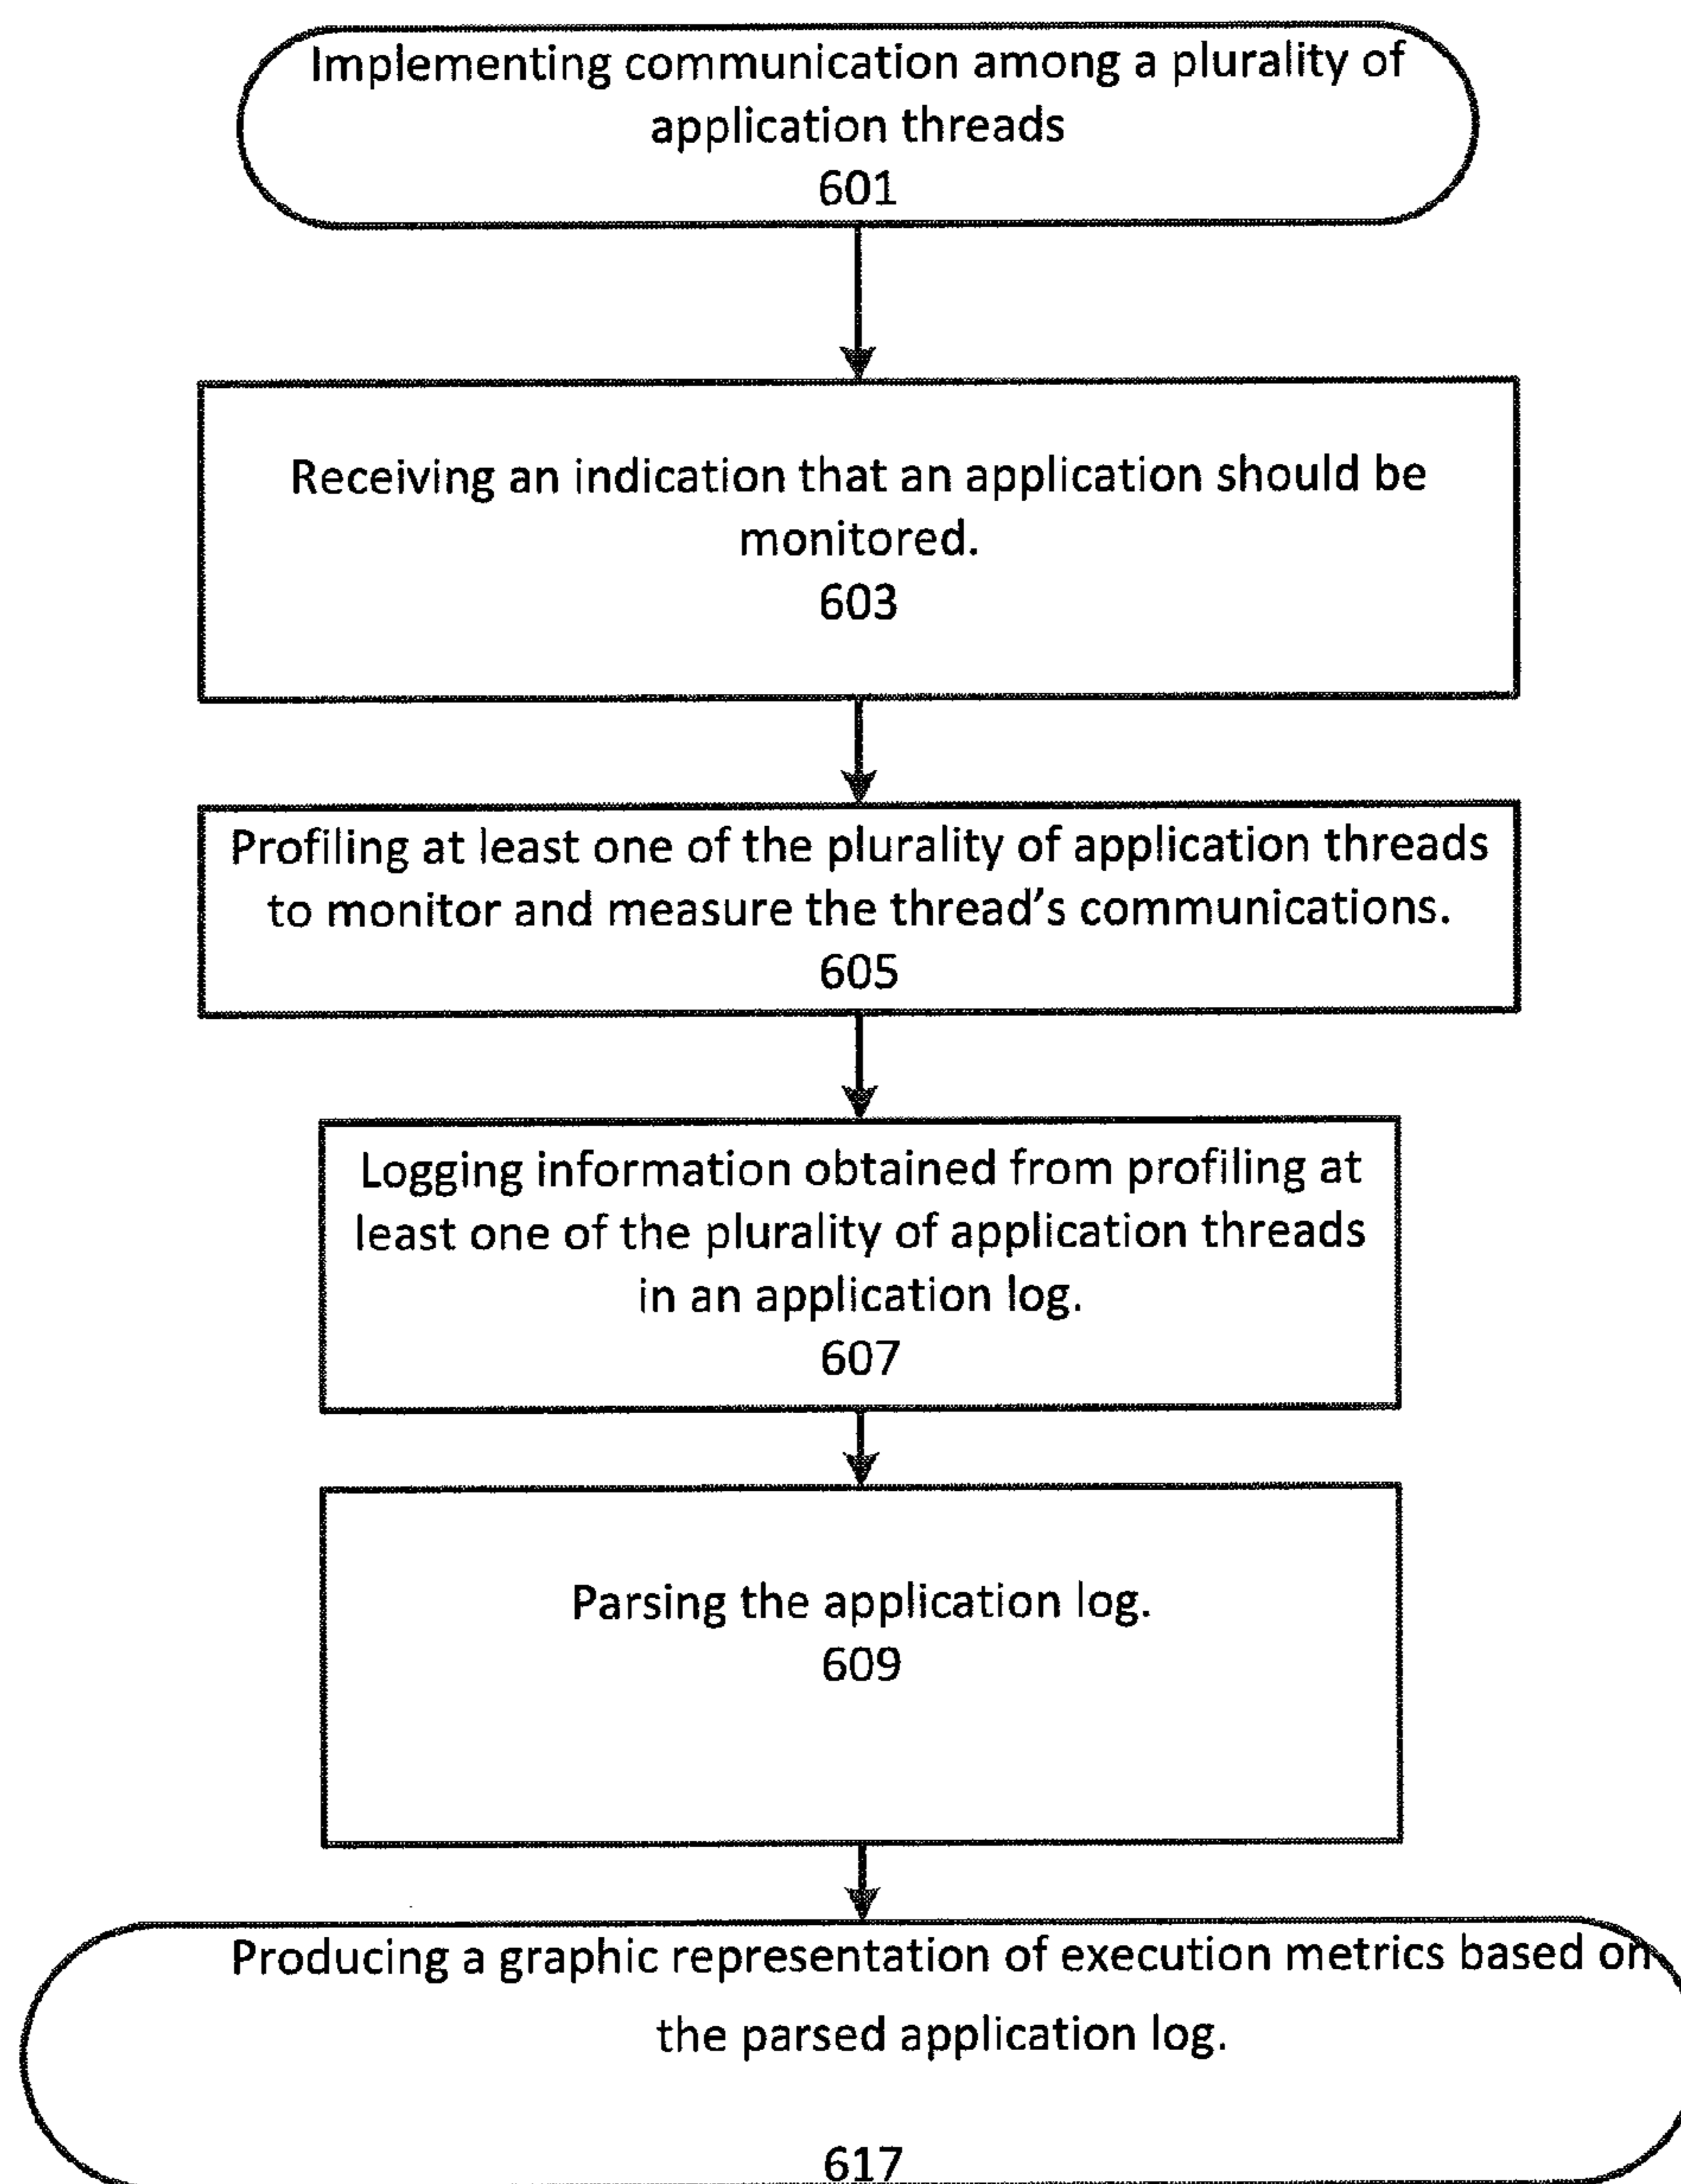 Implementing communication among a plurality of
application threads
601
Receiving an indication that an application should be
monitored.
603
Profiling at least one of the plurality of application threads
to monitor and measure the thread's communications.
605
Logging information obtained from profiling at
least one of the plurality of application threads
in an application log.
607
Parsing the application log.
609
Producing a graphic representation of execution metrics based on
the parsed application log.
617